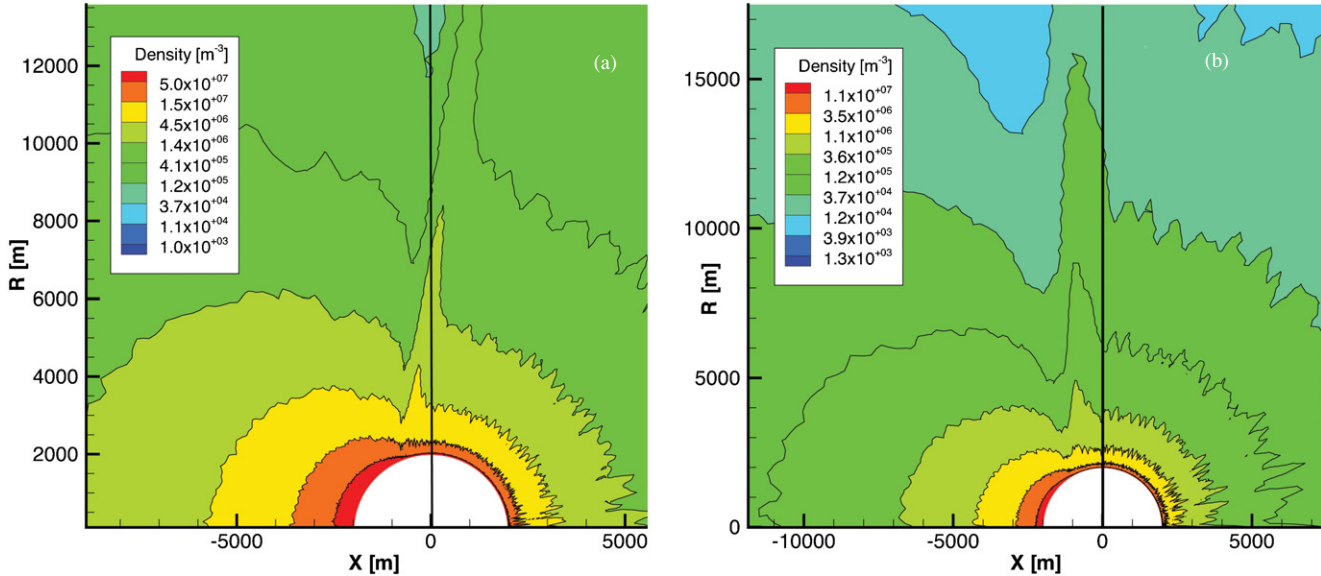 (a)
Density [m⁻³]
5.0x10⁺⁰⁷
1.5x10⁺⁰⁷
4.5x10⁺⁰⁶
1.4x10⁺⁰⁶
4.1x10⁺⁰⁵
1.2x10⁺⁰⁵
3.7x10⁺⁰⁴
1.1x10⁺⁰⁴
1.0x10⁺⁰³
12000
10000
8000
6000
4000
2000
R [m]
-5000 0 5000
X [m]
(b)
Density [m⁻³]
1.1x10⁺⁰⁷
3.5x10⁺⁰⁶
1.1x10⁺⁰⁶
3.6x10⁺⁰⁵
1.2x10⁺⁰⁵
3.7x10⁺⁰⁴
1.2x10⁺⁰⁴
3.9x10⁺⁰³
1.3x10⁺⁰³
15000
10000
5000
0
R [m]
-10000 -5000 0 5000
X [m]